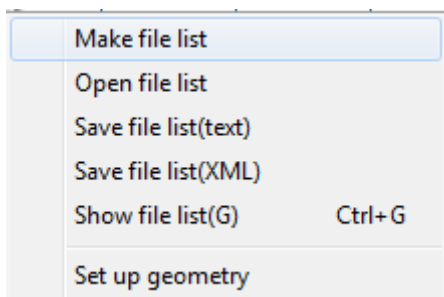 Make file list
Open file list
Save file list(text)
Save file list(XML)
Show file list(G) Ctrl+G
Set up geometry